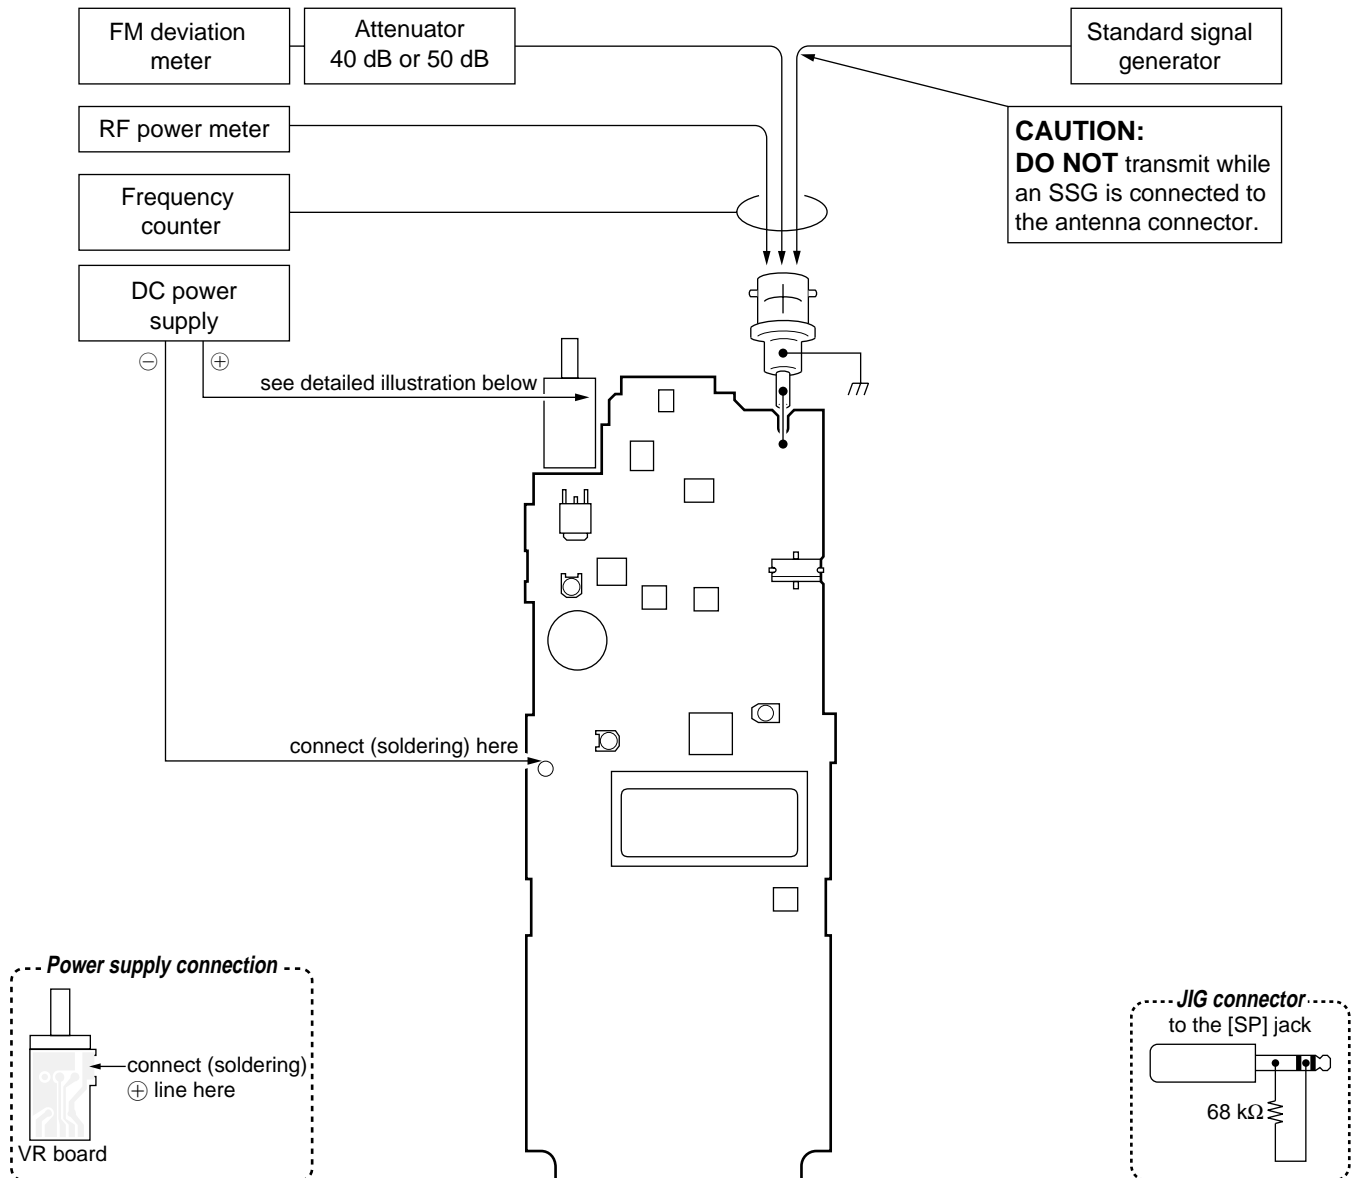 FM deviation
meter
Attenuator
40 dB or 50 dB
Standard signal
generator
RF power meter
CAUTION:
DO NOT transmit while
an SSG is connected to
the antenna connector.
Frequency
counter
DC power
supply
⊖
⊕
see detailed illustration below
connect (soldering) here
Power supply connection
connect (soldering)
⊕ line here
VR board
JIG connector
to the [SP] jack
68 kΩ